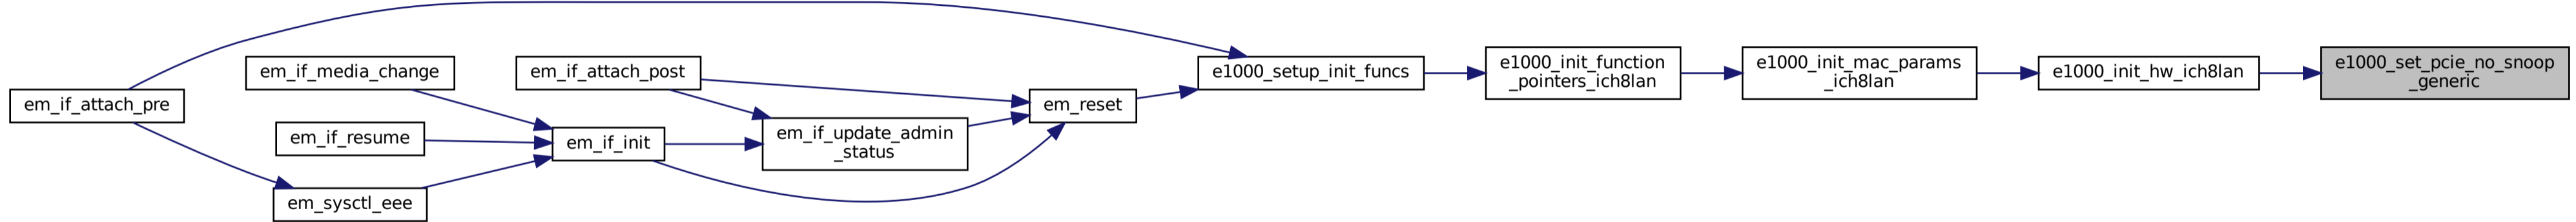 em_if_attach_pre
em_if_media_change
em_if_resume
em_sysctl_eee
em_if_attach_post
em_if_init
em_if_update_admin
_status
em_reset
e1000_setup_init_funcs
e1000_init_function
_pointers_ich8lan
e1000_init_mac_params
_ich8lan
e1000_init_hw_ich8lan
e1000_set_pcie_no_snoop
_generic